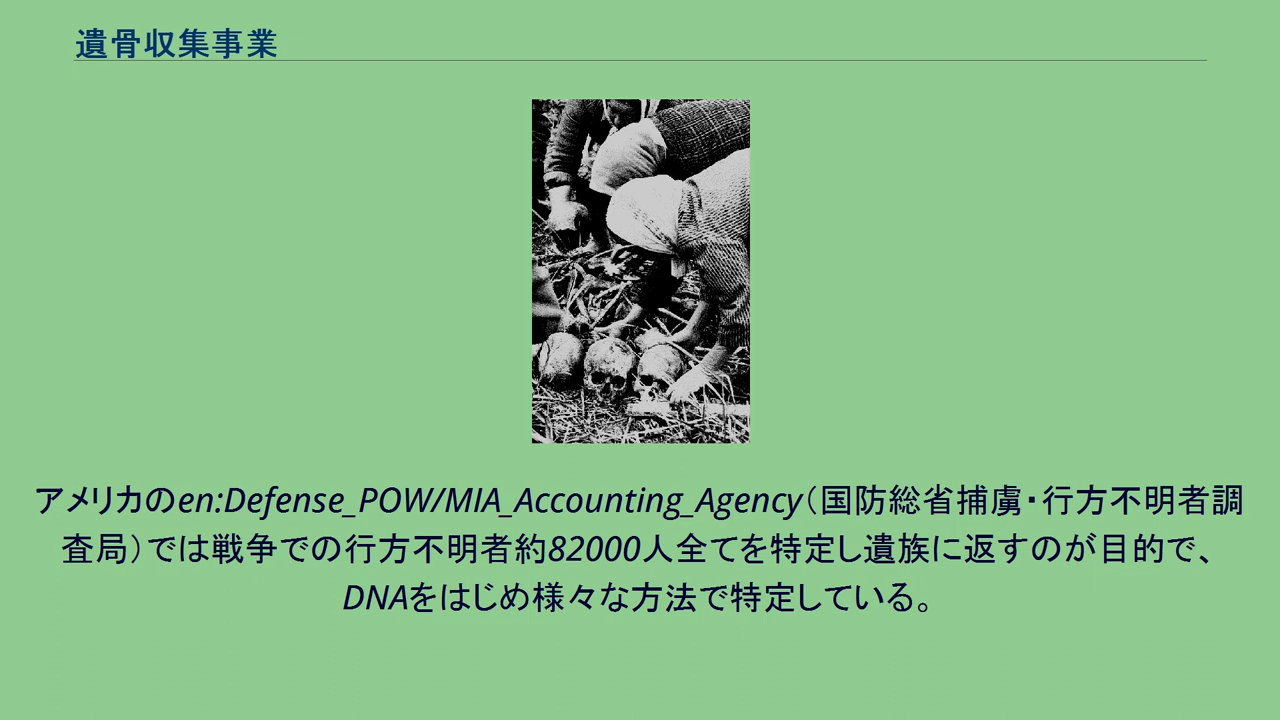 遺骨収集事業
アメリカのen:Defense_POW/MIA_Accounting_Agency（国防総省捕虜・行方不明者調
査局）では戦争での行方不明者約82000人全てを特定し遺族に返すのが目的で、
DNAをはじめ様々な方法で特定している。